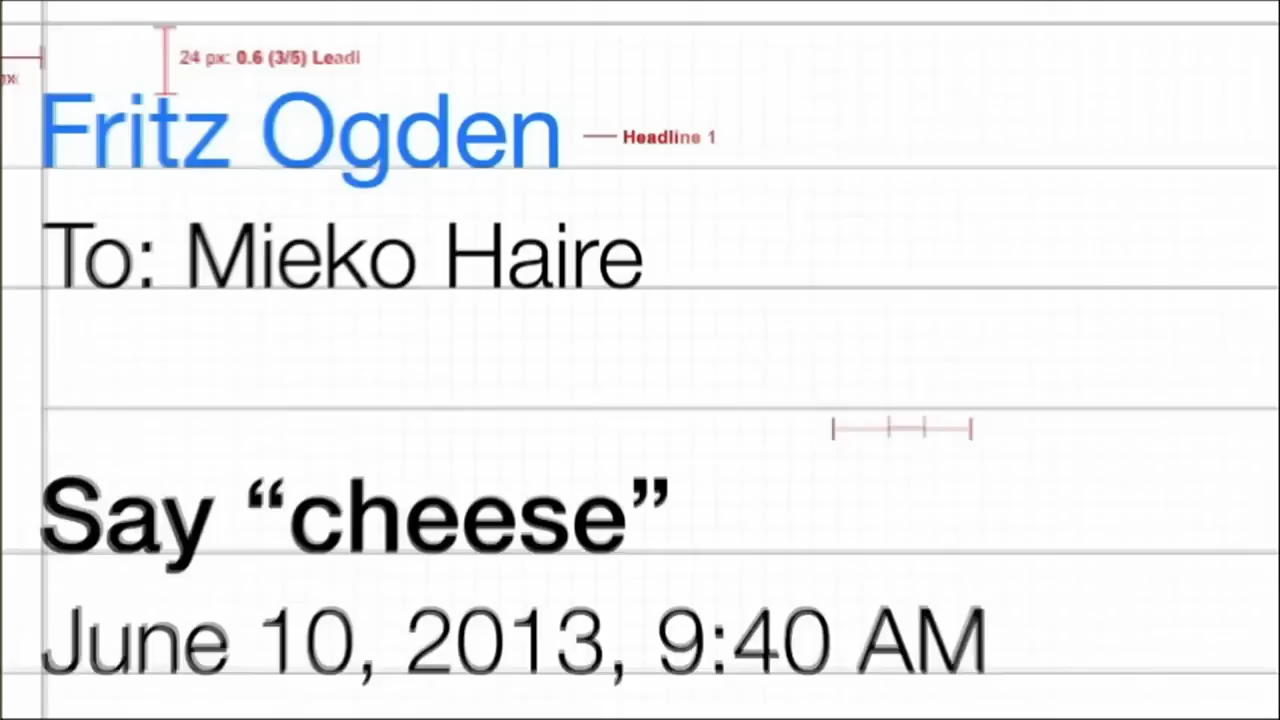 24 px: 0.6 (3/5) Leadi
px
Fritz Ogden
Headline 1
To: Mieko Haire
Say “cheese”
June 10, 2013, 9:40 AM